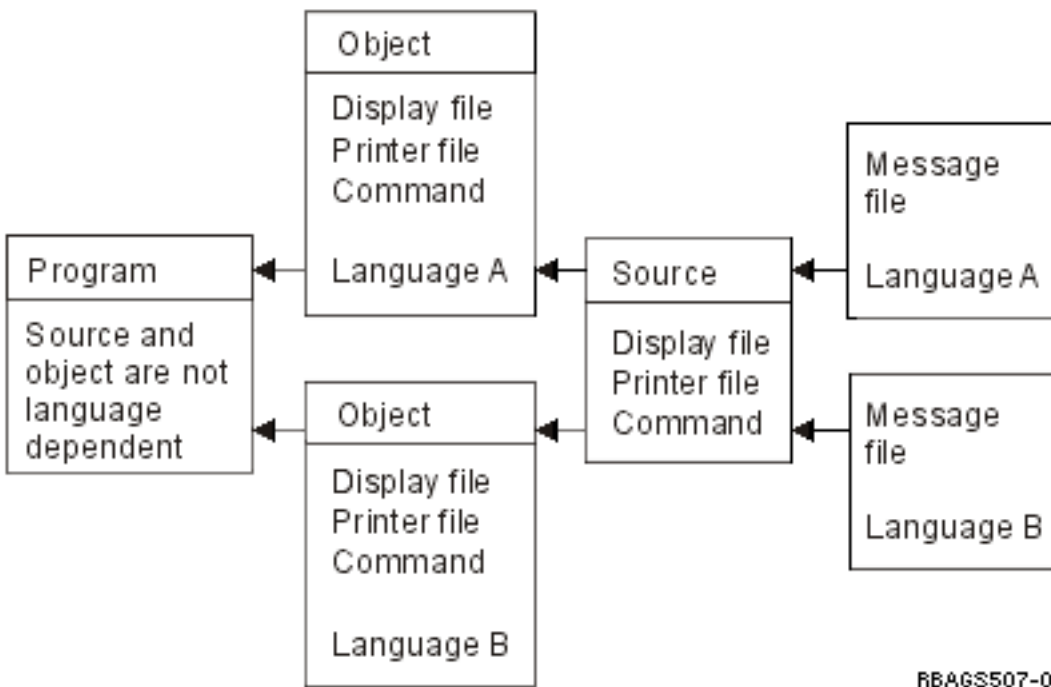 Program
Source and
object are not
language
dependent
Object
Display file
Printer file
Command
Language A
Object
Display file
Printer file
Command
Language B
Source
Display file
Printer file
Command
Message
file
Language A
Message
file
Language B
RBAGS507-0